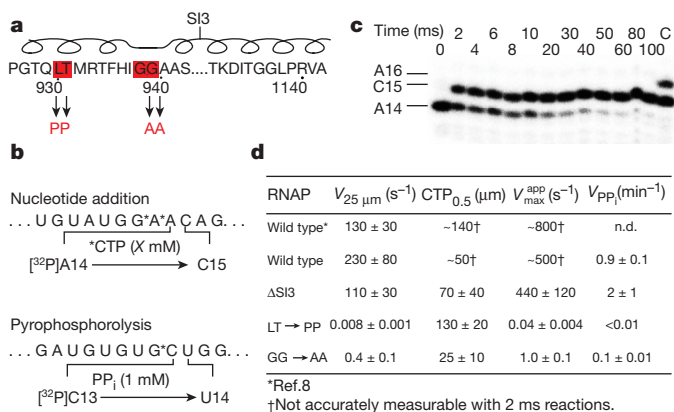 a
SI3
PGTQLTMRTFHIGGAAS....TKDITGGLPRVA
930 940 1140
PP AA
b
Nucleotide addition
. . . U G U A U G G*A*A C A G. . .
*CTP (X mM)
[³²P]A14 C15
Pyrophosphorolysis
. . . G A U G U G U G*C U G G. . .
PPᵢ (1 mM)
[³²P]C13 U14
c
Time (ms) 2 6 10 20 40 60 80 C
0 4 8 12 30 50 100 0
A16
C15
A14
d
RNAP V₂₅ μm (s⁻¹) CTP₀.₅ (μm) Vᵃᵖᵖmax (s⁻¹) VPPᵢ(min⁻¹)
Wild type* 130 ± 30 ~140† ~800† n.d.
Wild type 230 ± 80 ~50† ~500† 0.9 ± 0.1
ΔSI3 110 ± 30 70 ± 40 440 ± 120 2 ± 1
LT → PP 0.008 ± 0.001 130 ± 20 0.04 ± 0.004 <0.01
GG → AA 0.4 ± 0.1 25 ± 10 1.0 ± 0.1 0.1 ± 0.01
*Ref.8
†Not accurately measurable with 2 ms reactions.